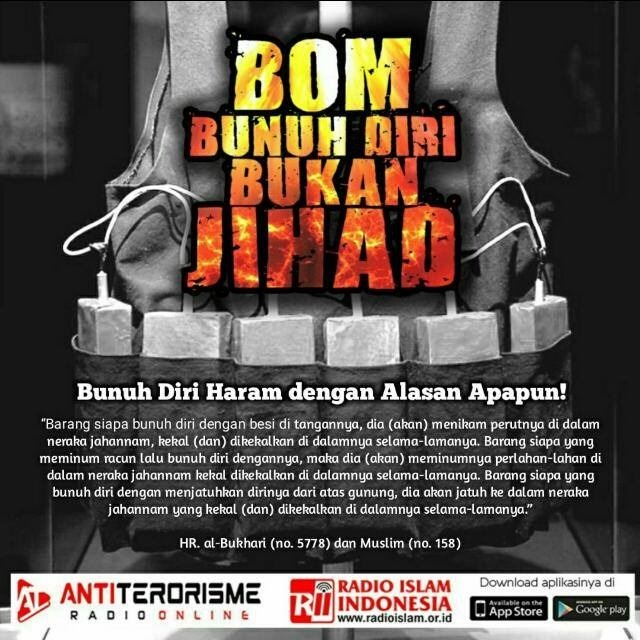 BOM
BUNUH DIRI
BUKAN
JIHAD
Bunuh Diri Haram dengan Alasan Apapun!
"Barang siapa bunuh diri dengan besi di tangannya, dia (akan) menikam perutnya di dalam
neraka jahannam, kekal (dan) dikekalkan di dalamnya selama-lamanya. Barang siapa yang
meminum racun lalu bunuh diri dengannya, maka dia (akan) meminumnya perlahan-lahan di
dalam neraka jahannam kekal dikekalkan di dalamnya selama-lamanya. Barang siapa yang
bunuh diri dengan menjatuhkan dirinya dari atas gunung, dia akan jatuh ke dalam neraka
jahannam yang kekal (dan) dikekalkan di dalamnya selama-lamanya."
HR. al-Bukhari (no. 5778) dan Muslim (no. 158)
ANTITERORISME
RADIO ONLINE
RII RADIO ISLAM
INDONESIA
www.radioislam.or.id
Download aplikasinya di
Available on the
App Store
Google play